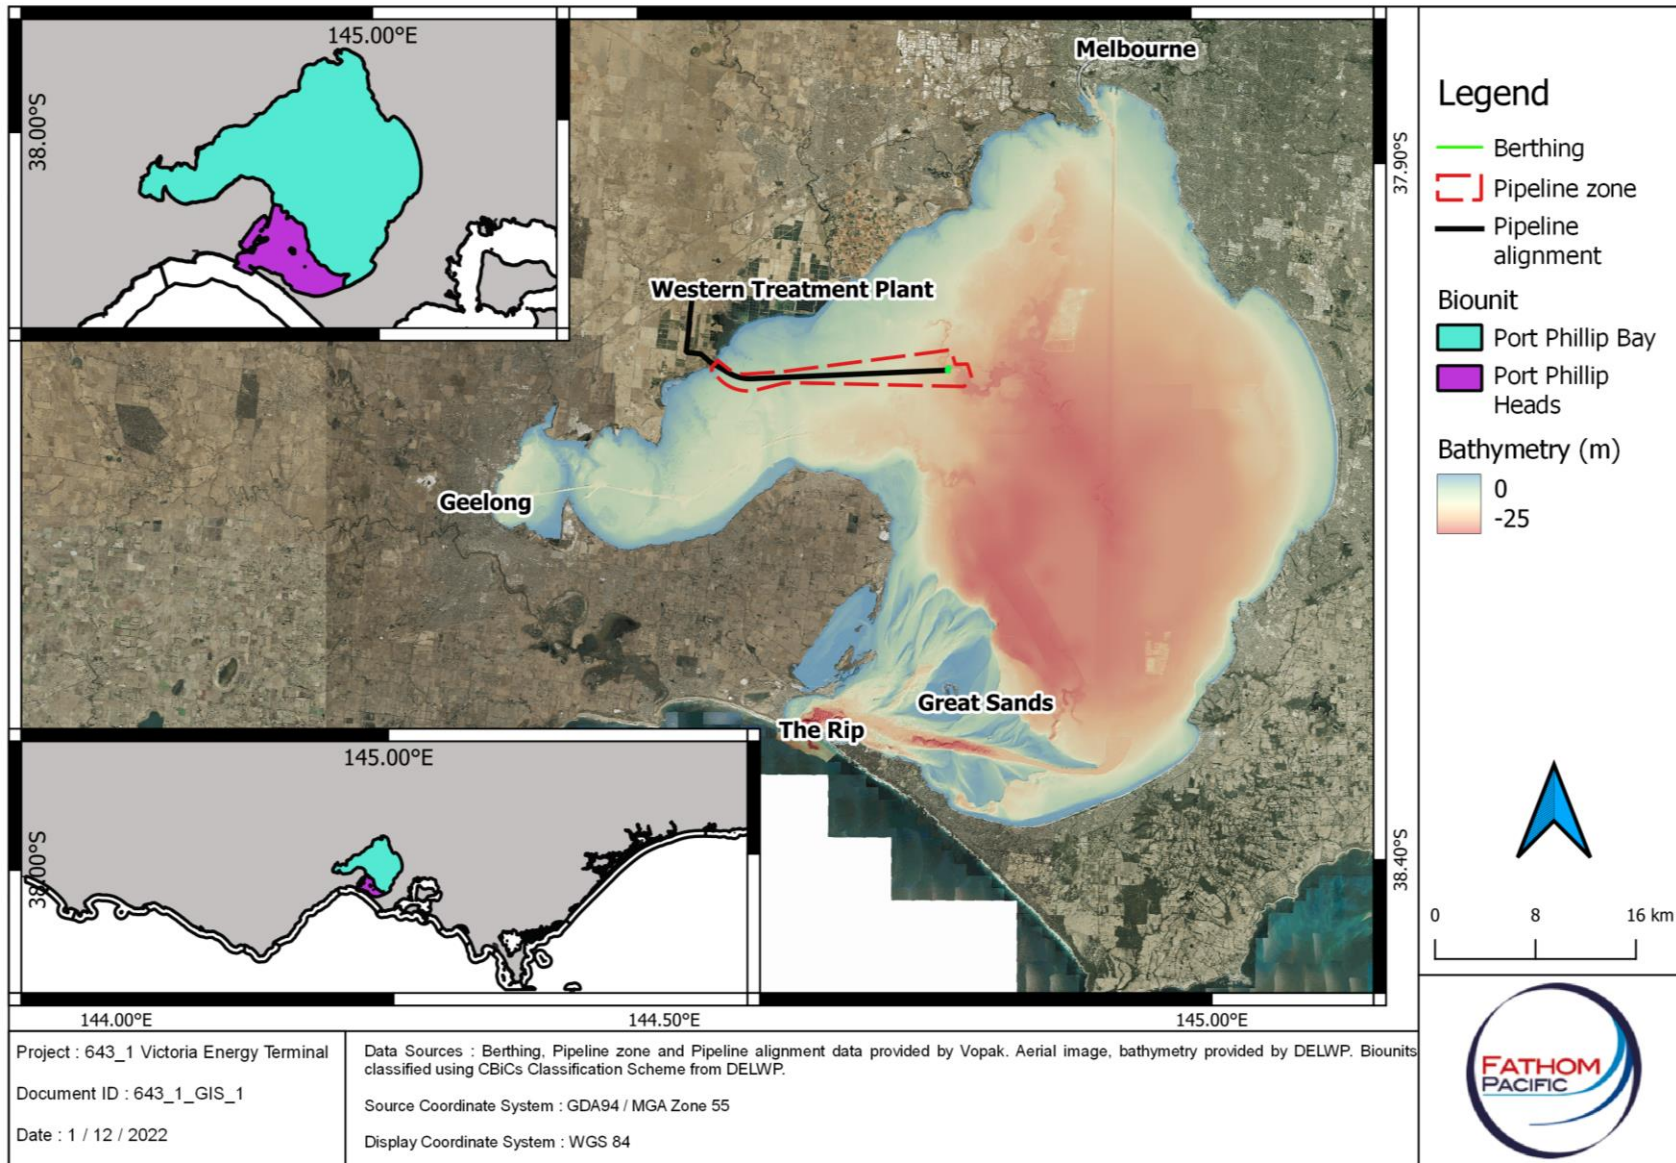 145.00°E
38.00°S
Melbourne
37.90°S
Western Treatment Plant
Geelong
Great Sands
The Rip
145.00°E
38.00°S
38.40°S
144.00°E
144.50°E
145.00°E
Legend
Berthing
Pipeline zone
Pipeline
alignment
Biounit
Port Phillip Bay
Port Phillip
Heads
Bathymetry (m)
0
-25
0 8 16 km
Project : 643_1 Victoria Energy Terminal
Document ID : 643_1_GIS_1
Date : 1 / 12 / 2022
Data Sources : Berthing, Pipeline zone and Pipeline alignment data provided by Vopak. Aerial image, bathymetry provided by DELWP. Biounits
classified using CBiCs Classification Scheme from DELWP.
Source Coordinate System : GDA94 / MGA Zone 55
Display Coordinate System : WGS 84
FATHOM
PACIFIC